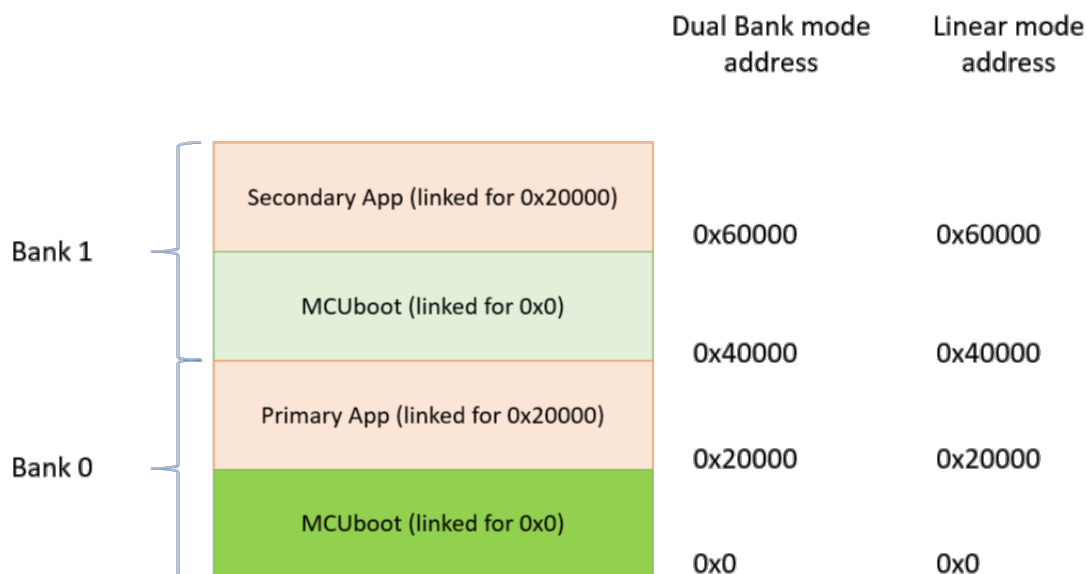 Dual Bank mode address
Linear mode address
Secondary App (linked for 0x20000)
0x60000
0x60000
Bank 1
MCUboot (linked for 0x0)
0x40000
0x40000
Primary App (linked for 0x20000)
0x20000
0x20000
Bank 0
MCUboot (linked for 0x0)
0x0
0x0